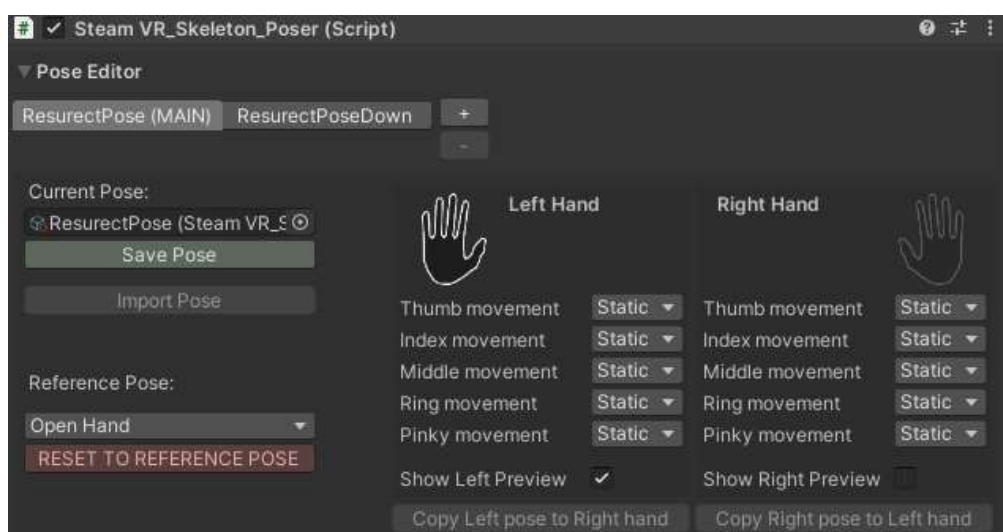 # Steam VR_Skeleton_Poser (Script)
Pose Editor
ResurectPose (MAIN) ResurectPoseDown +
-
Current Pose:
ResurectPose (Steam VR_S
Save Pose
Import Pose
Reference Pose:
Open Hand
RESET TO REFERENCE POSE
Left Hand
Thumb movement Static
Index movement Static
Middle movement Static
Ring movement Static
Pinky movement Static
Show Left Preview
Copy Left pose to Right hand
Right Hand
Thumb movement Static
Index movement Static
Middle movement Static
Ring movement Static
Pinky movement Static
Show Right Preview
Copy Right pose to Left hand